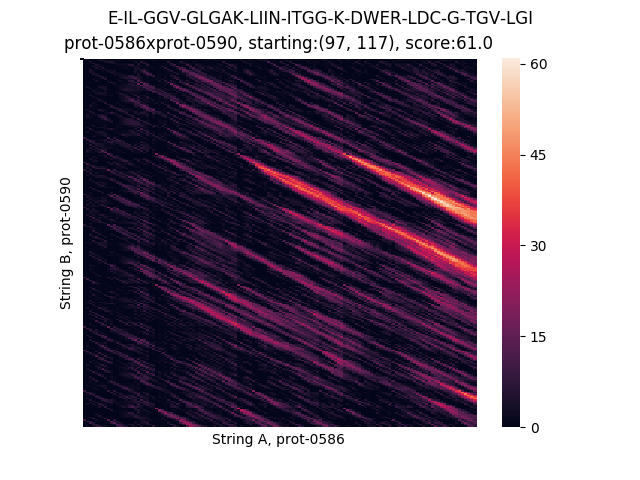 E-IL-GGV-GLGAK-LIIN-ITGG-K-DWER-LDC-G-TGV-LGI
prot-0586xprot-0590, starting:(97, 117), score:61.0
60
45
30
15
0
String B, prot-0590
String A, prot-0586